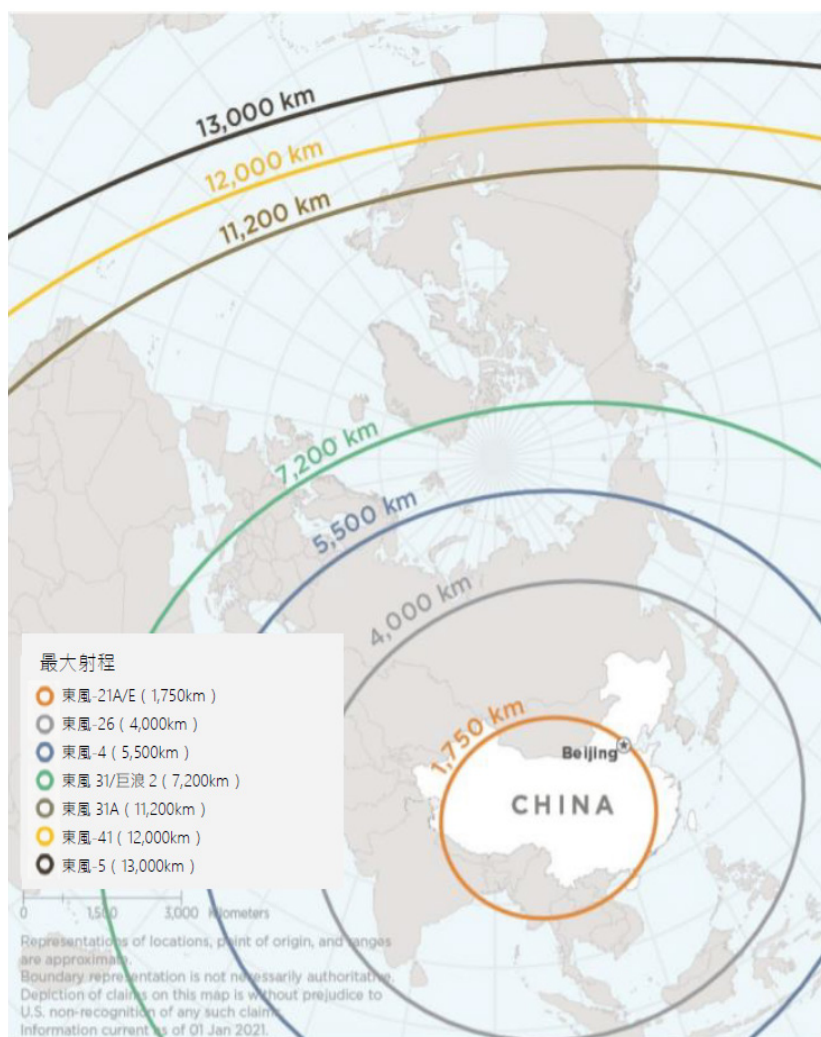 13,000 km
12,000 km
11,200 km
7,200 km
5,500 km
4,000 km
1,750 km
Beijing
CHINA
最大射程
東風-21A/E（1,750km）
東風-26（4,000km）
東風-4（5,500km）
東風 31/巨浪 2（7,200km）
東風 31A（11,200km）
東風-41（12,000km）
東風-5（13,000km）
0 1,500 3,000 Kilometers
Representations of locations, point of origin, and ranges
are approximate.
Boundary representation is not necessarily authoritative.
Depiction of claims on this map is without prejudice to
U.S. non-recognition of any such claims.
Information current as of 01 Jan 2021.